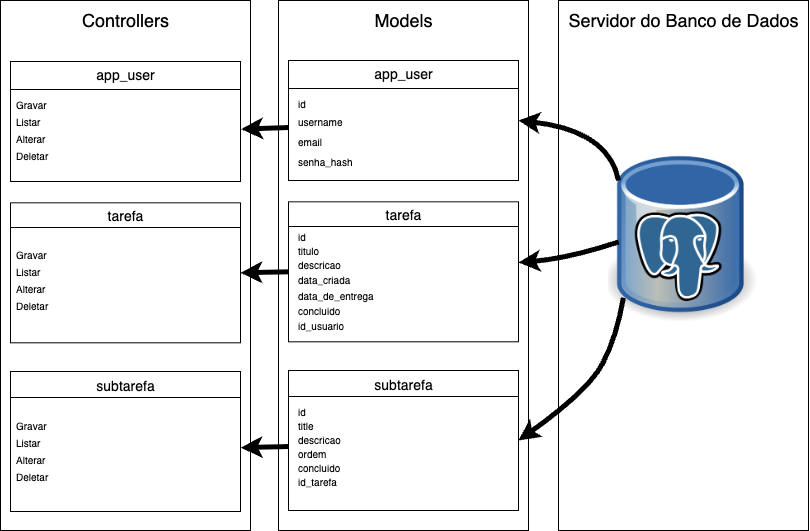 Controllers
app_user
Gravar
Listar
Alterar
Deletar
tarefa
Gravar
Listar
Alterar
Deletar
subtarefa
Gravar
Listar
Alterar
Deletar
Models
app_user
id
username
email
senha_hash
tarefa
id
titulo
descricao
data_criada
data_de_entrega
concluido
id_usuario
subtarefa
id
title
descricao
ordem
concluido
id_tarefa
Servidor do Banco de Dados